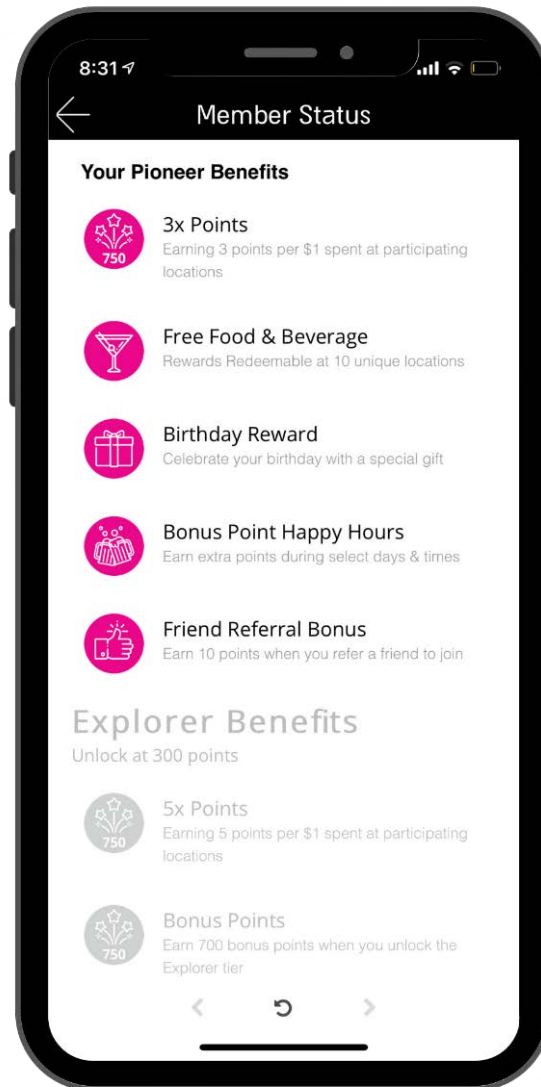 8:31
Member Status
Your Pioneer Benefits
750
3x Points
Earning 3 points per $1 spent at participating
locations
Free Food & Beverage
Rewards Redeemable at 10 unique locations
Birthday Reward
Celebrate your birthday with a special gift
Bonus Point Happy Hours
Earn extra points during select days & times
Friend Referral Bonus
Earn 10 points when you refer a friend to join
Explorer Benefits
Unlock at 300 points
750
5x Points
Earning 5 points per $1 spent at participating
locations
750
Bonus Points
Earn 700 bonus points when you unlock the
Explorer tier